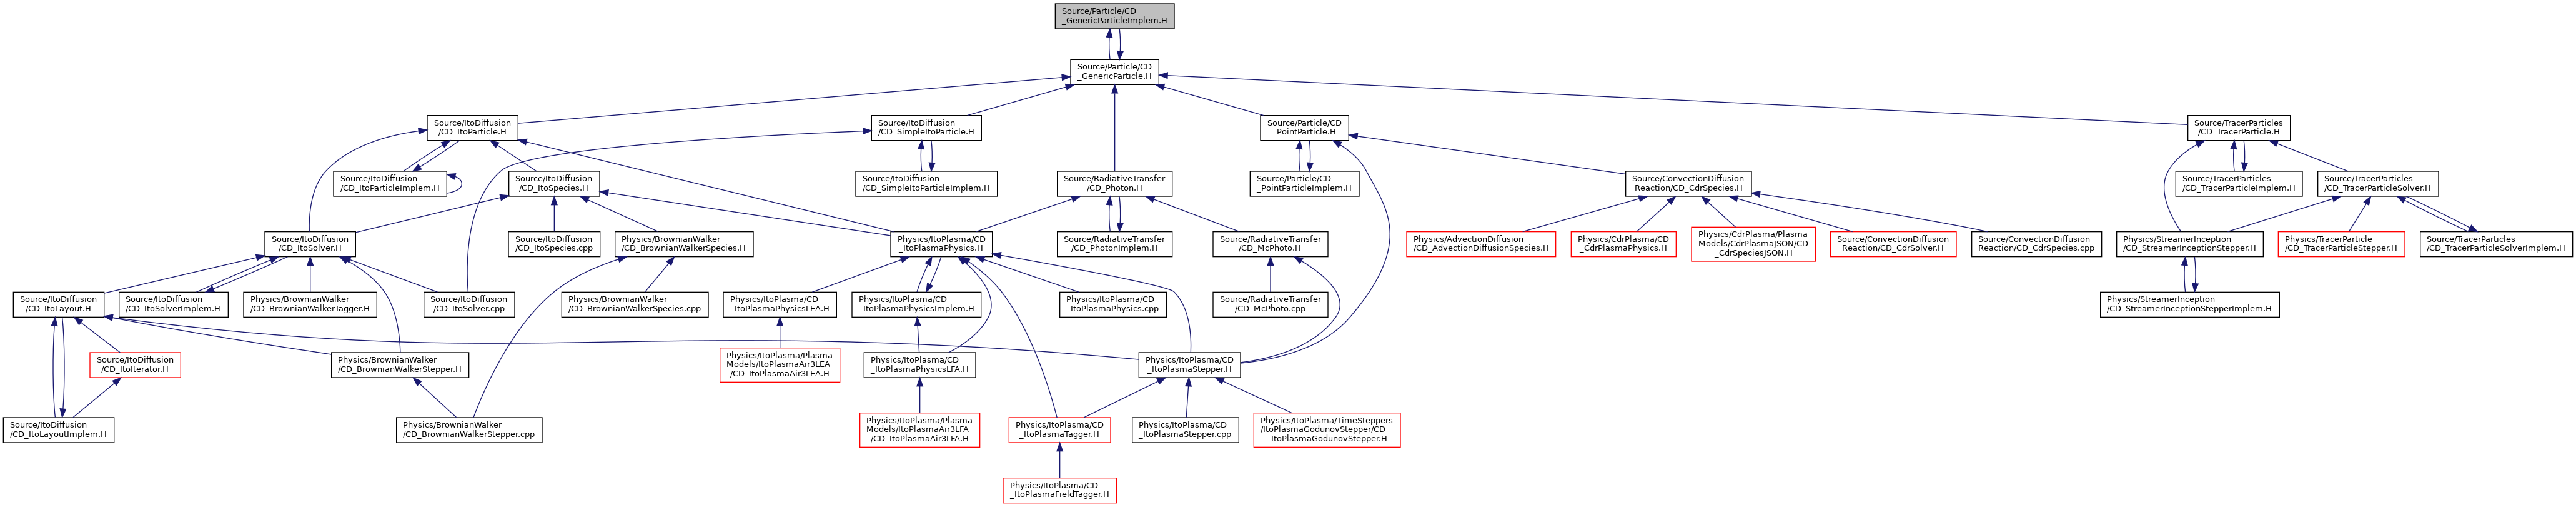 Source/Particle/CD
_GenericParticleImplem.H
Source/Particle/CD
_GenericParticle.H
Source/ItoDiffusion
/CD_ItoParticle.H
Source/ItoDiffusion
/CD_SimpleItoParticle.H
Source/Particle/CD
_PointParticle.H
Source/TracerParticles
/CD_TracerParticle.H
Source/ItoDiffusion
/CD_ItoParticleImplem.H
Source/ItoDiffusion
/CD_ItoSpecies.H
Source/ItoDiffusion
/CD_SimpleItoParticleImplem.H
Source/RadiativeTransfer
/CD_Photon.H
Source/Particle/CD
_PointParticleImplem.H
Source/ConvectionDiffusion
Reaction/CD_CdrSpecies.H
Source/TracerParticles
/CD_TracerParticleImplem.H
Source/TracerParticles
/CD_TracerParticleSolver.H
Source/ItoDiffusion
/CD_ItoSolver.H
Source/ItoDiffusion
/CD_ItoSpecies.cpp
Physics/BrownianWalker
/CD_BrownianWalkerSpecies.H
Physics/ItoPlasma/CD
_ItoPlasmaPhysics.H
Source/RadiativeTransfer
/CD_PhotonImplem.H
Source/RadiativeTransfer
/CD_McPhoto.H
Physics/AdvectionDiffusion
/CD_AdvectionDiffusionSpecies.H
Physics/CdrPlasma/CD
_CdrPlasmaPhysics.H
Physics/CdrPlasma/Plasma
Models/CdrPlasmaJSON/CD
_CdrSpeciesJSON.H
Source/ConvectionDiffusion
Reaction/CD_CdrSolver.H
Source/ConvectionDiffusion
Reaction/CD_CdrSpecies.cpp
Physics/StreamerInception
/CD_StreamerInceptionStepper.H
Physics/TracerParticle
/CD_TracerParticleStepper.H
Source/TracerParticles
/CD_TracerParticleSolverImplem.H
Source/ItoDiffusion
/CD_ItoLayout.H
Source/ItoDiffusion
/CD_ItoSolverImplem.H
Physics/BrownianWalker
/CD_BrownianWalkerTagger.H
Source/ItoDiffusion
/CD_ItoSolver.cpp
Physics/BrownianWalker
/CD_BrownianWalkerSpecies.cpp
Physics/ItoPlasma/CD
_ItoPlasmaPhysicsLEA.H
Physics/ItoPlasma/CD
_ItoPlasmaPhysicsImplem.H
Physics/ItoPlasma/CD
_ItoPlasmaPhysics.cpp
Source/RadiativeTransfer
/CD_McPhoto.cpp
Physics/StreamerInception
/CD_StreamerInceptionStepperImplem.H
Source/ItoDiffusion
/CD_ItoIterator.H
Physics/BrownianWalker
/CD_BrownianWalkerStepper.H
Physics/ItoPlasma/Plasma
Models/ItoPlasmaAir3LEA
/CD_ItoPlasmaAir3LEA.H
Physics/ItoPlasma/CD
_ItoPlasmaPhysicsLFA.H
Physics/ItoPlasma/CD
_ItoPlasmaStepper.H
Source/ItoDiffusion
/CD_ItoLayoutImplem.H
Physics/BrownianWalker
/CD_BrownianWalkerStepper.cpp
Physics/ItoPlasma/Plasma
Models/ItoPlasmaAir3LFA
/CD_ItoPlasmaAir3LFA.H
Physics/ItoPlasma/CD
_ItoPlasmaTagger.H
Physics/ItoPlasma/CD
_ItoPlasmaStepper.cpp
Physics/ItoPlasma/TimeSteppers
/ItoPlasmaGodunovStepper/CD
_ItoPlasmaGodunovStepper.H
Physics/ItoPlasma/CD
_ItoPlasmaFieldTagger.H